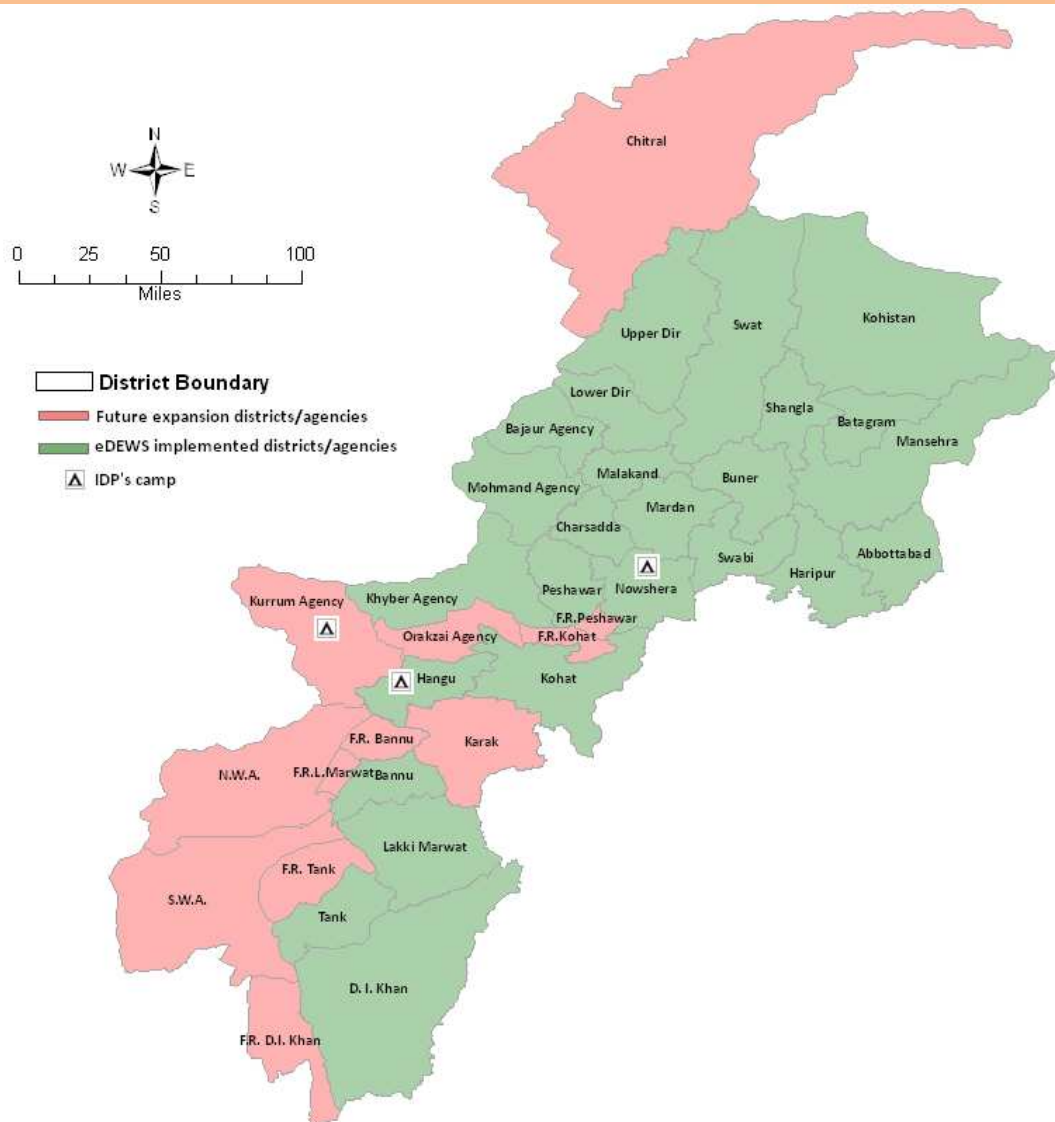 Chitral
N
W E
S
0 25 50 100
Miles
Kohistan
Upper Dir
Swat
District Boundary
Future expansion districts/agencies
eDEWS implemented districts/agencies
IDP's camp
Lower Dir
Shangla
Batagram
Bajaur Agency
Mansehra
Malakand
Buner
Mohmand Agency
Mardan
Charsadda
Swabi
Abbottabad
Haripur
Peshawar
Nowshera
Kurrum Agency
Khyber Agency
F.R.Peshawar
Orakzai Agency
F.R.Kohat
Hangu
Kohat
F.R. Bannu
Karak
N.W.A.
F.R.L.Marwat
Bannu
Lakki Marwat
F.R. Tank
S.W.A.
Tank
D. I. Khan
F.R. D.I. Khan